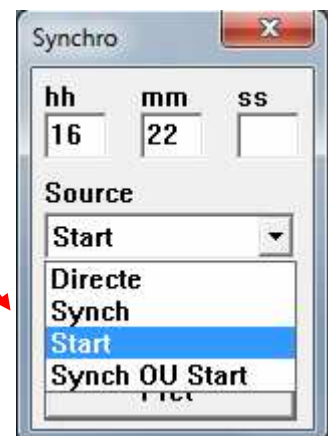 Synchro
hh mm ss
16 22
Source
Start
Directe
Synch
Start
Synch OU Start